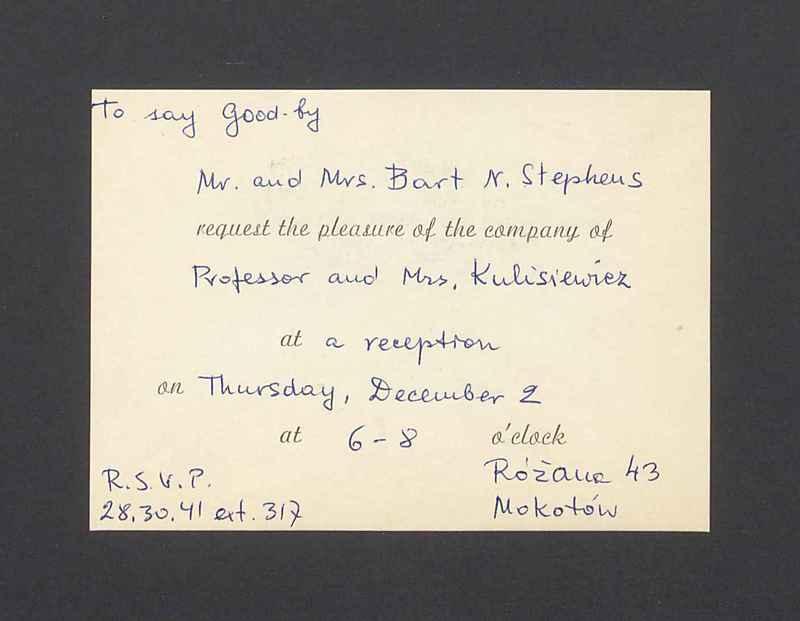 To say Good-by
Mr. and Mrs. Bart N. Stephens
request the pleasure of the company of
Professor and Mrs. Kulisiewicz
at a reception
on Thursday, December 2
at 6-8 o'clock
R.S.V.P.
28.30.41 ext. 317
Różana 43
Mokotów